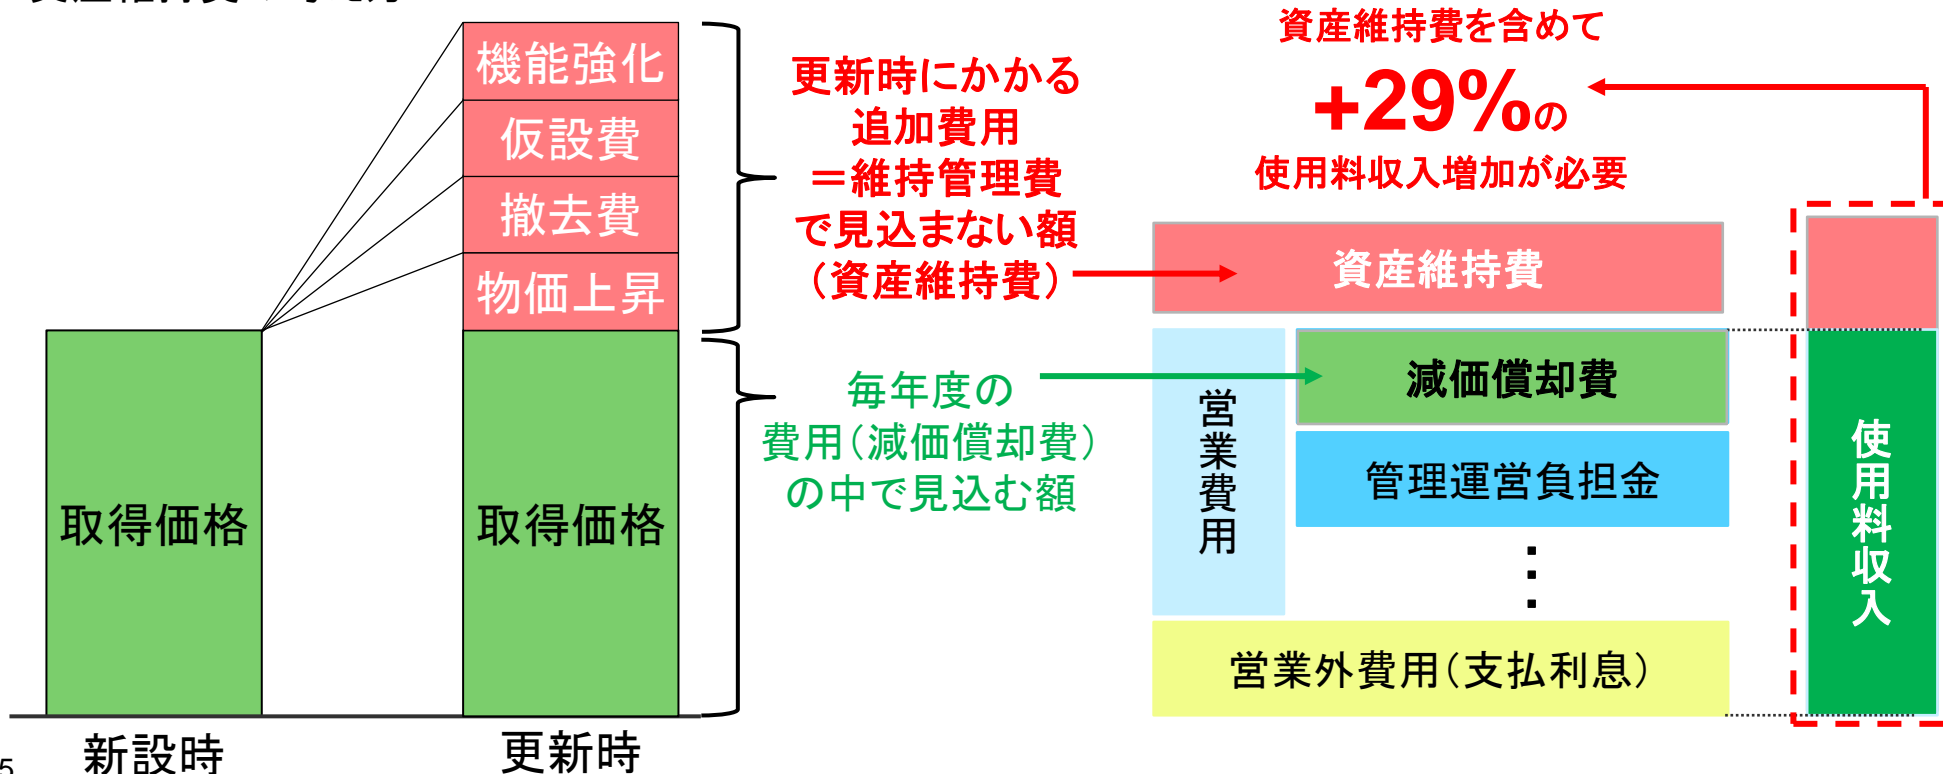 機能強化
仮設費
撤去費
物価上昇
取得価格
取得価格
新設時
更新時
更新時にかかる
追加費用
＝維持管理費
で見込まない額
（資産維持費）
毎年度の
費用（減価償却費）
の中で見込む額
資産維持費を含めて
+29%の
使用料収入増加が必要
資産維持費
営業費用
減価償却費
管理運営負担金
営業外費用（支払利息）
使用料収入
5